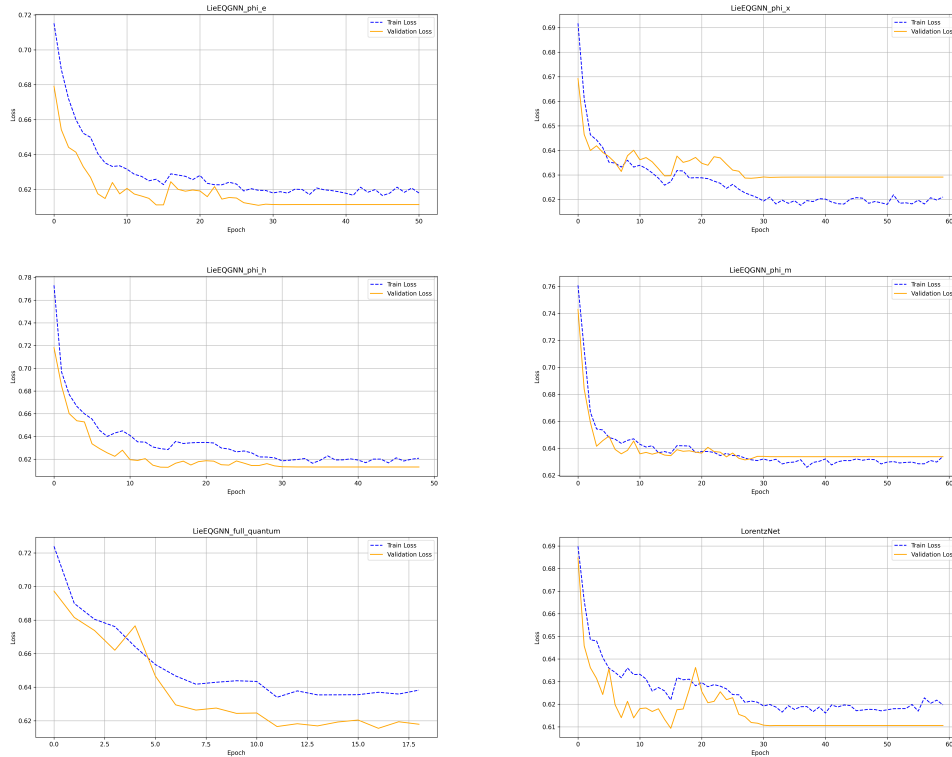 LieEQGNN_phi_e
Train Loss
Validation Loss
0.72
0.70
0.68
0.66
0.64
0.62
Loss
0
10
20
30
40
50
Epoch
LieEQGNN_phi_x
Train Loss
Validation Loss
0.69
0.68
0.67
0.66
0.65
0.64
0.63
0.62
Loss
0
10
20
30
40
50
60
Epoch
LieEQGNN_phi_h
Train Loss
Validation Loss
0.78
0.76
0.74
0.72
0.70
0.68
0.66
0.64
0.62
Loss
0
10
20
30
40
50
Epoch
LieEQGNN_phi_m
Train Loss
Validation Loss
0.76
0.74
0.72
0.70
0.68
0.66
0.64
0.62
Loss
0
10
20
30
40
50
60
Epoch
LieEQGNN_full_quantum
Train Loss
Validation Loss
0.72
0.70
0.68
0.66
0.64
0.62
Loss
0.0
2.5
5.0
7.5
10.0
12.5
15.0
17.5
Epoch
LorentzNet
Train Loss
Validation Loss
0.69
0.68
0.67
0.66
0.65
0.64
0.63
0.62
0.61
Loss
0
10
20
30
40
50
60
Epoch